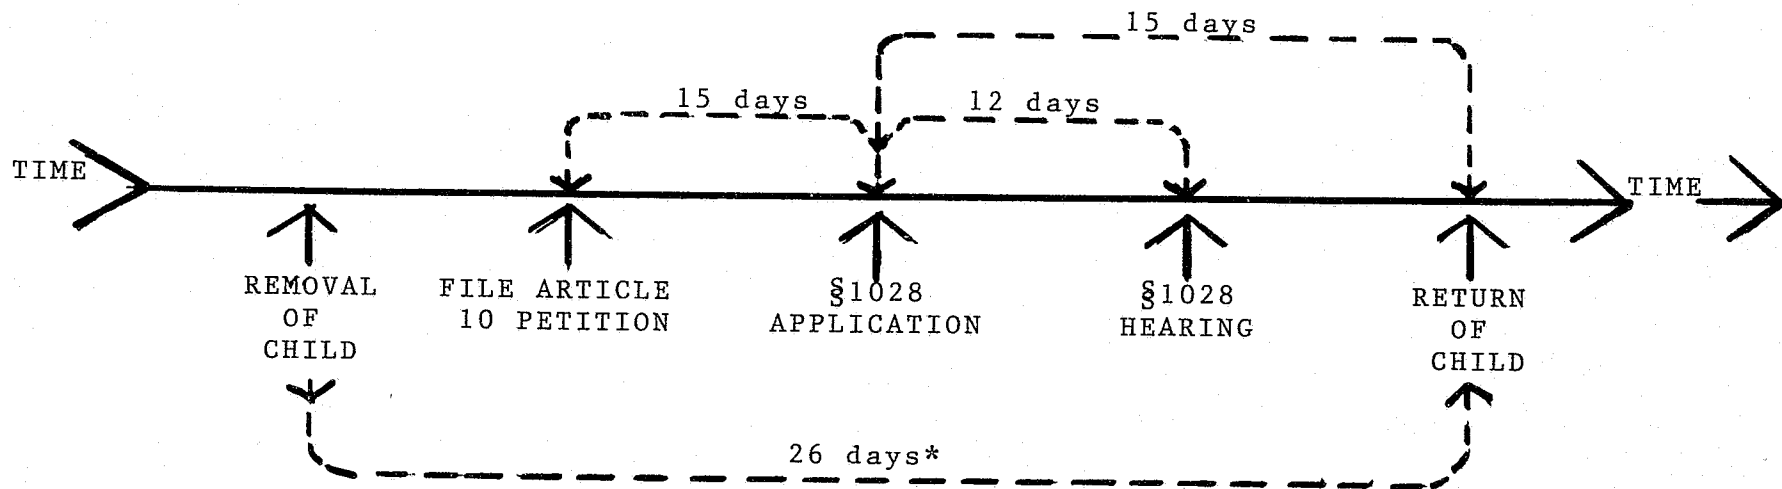 15 days
15 days
12 days
TIME
TIME
REMOVAL
OF
CHILD
FILE ARTICLE
10 PETITION
§1028
APPLICATION
§1028
HEARING
RETURN
OF
CHILD
26 days*